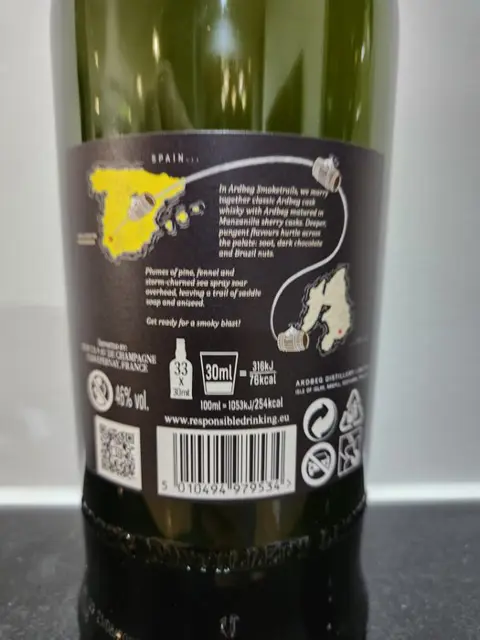 SPAIN...
In Ardbeg Smoketrails, we marry
together classic Ardbeg cask
whisky with Ardbeg matured in
Manzanilla sherry casks. Deeper,
pungent flavours hurtle across
the palate: soot, dark chocolate
and Brazil nuts.
Plumes of pine, fennel and
storm-churned sea spray soar
overhead, leaving a trail of saddle
soap and aniseed.
Get ready for a smoky blast!
DE CHAMPAGNE
FRANCE
33
X
30ml
30ml
=
316kJ
76kcal
ARDBEG DISTILLERY
46% vol.
100ml = 1053kJ/254kcal
www.responsibledrinking.eu
5 010494 979534 >